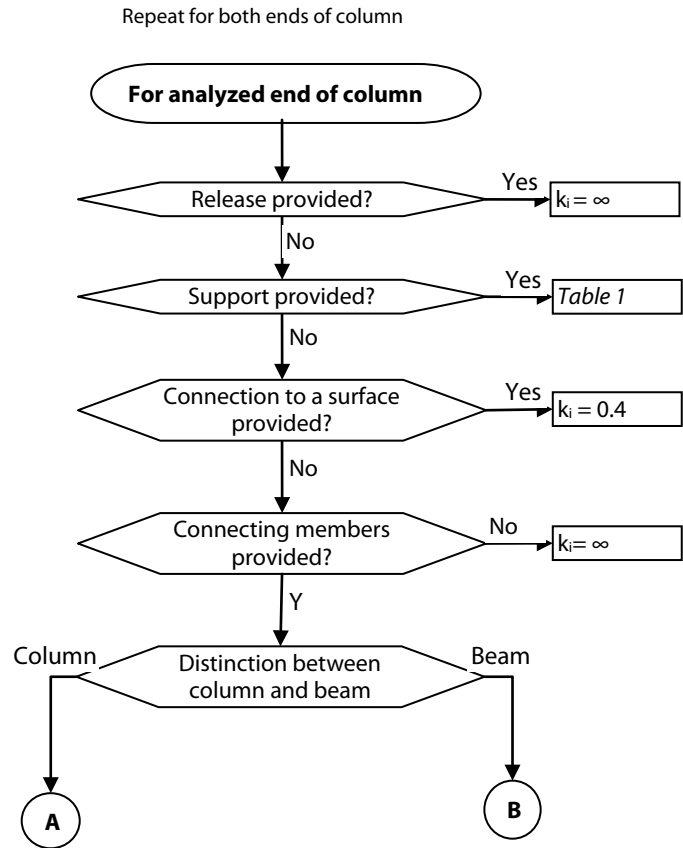 Repeat for both ends of column
For analyzed end of column
Release provided?
Yes
kᵢ = ∞
No
Support provided?
Yes
Table 1
No
Connection to a surface
provided?
Yes
kᵢ = 0.4
No
Connecting members
provided?
No
kᵢ= ∞
Y
Column
Distinction between
column and beam
Beam
A
B